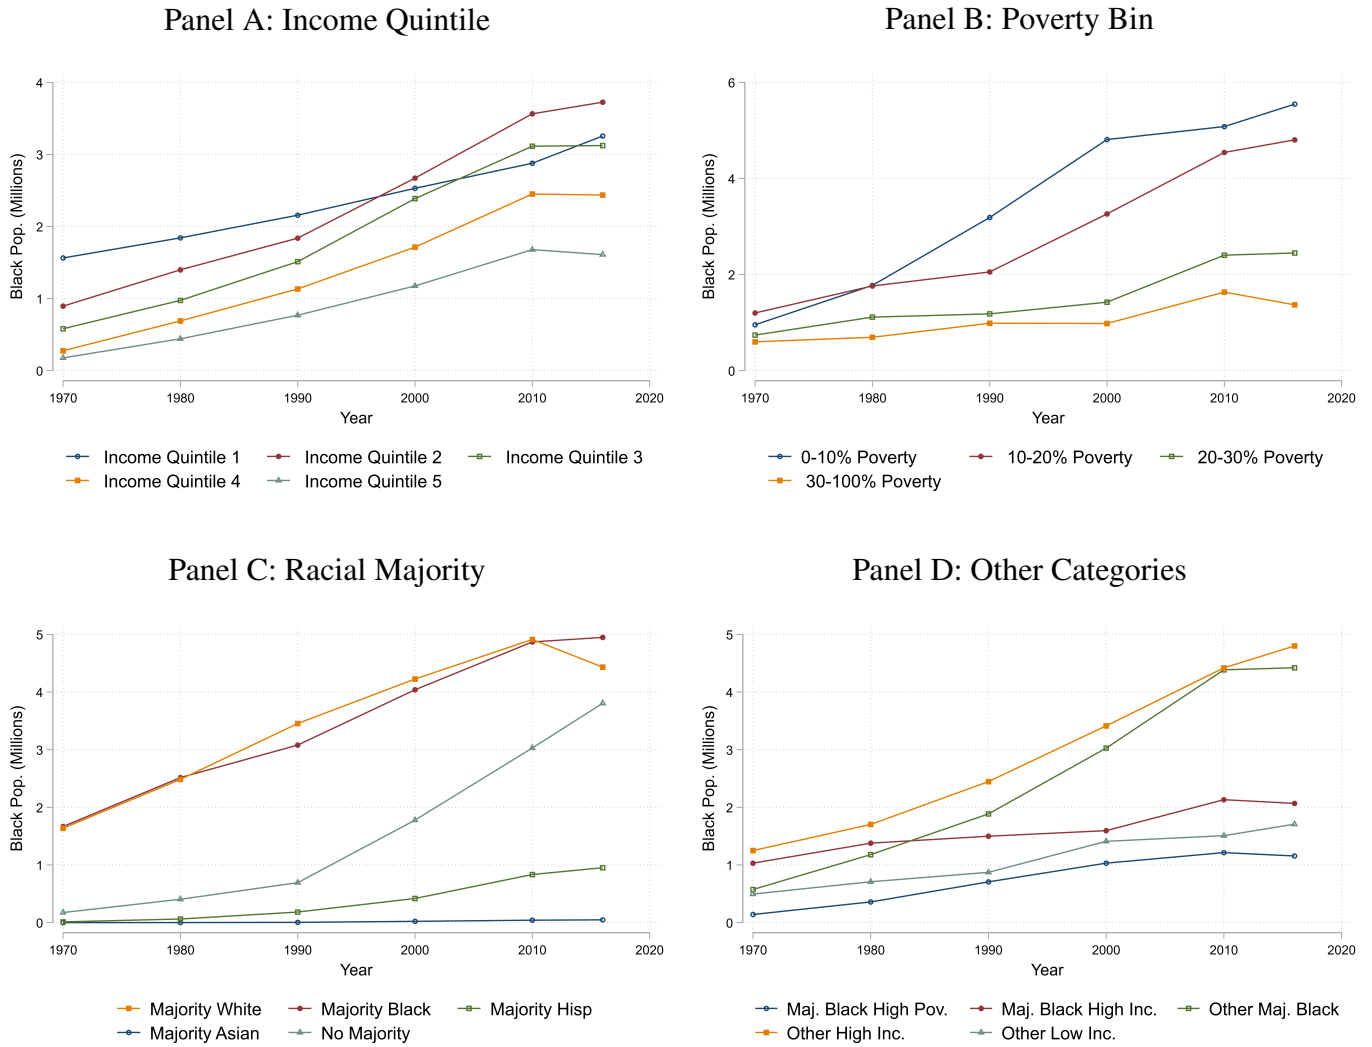 Panel A: Income Quintile
Black Pop. (Millions)
4
3
2
1
0
1970 1980 1990 2000 2010 2020
Year
Income Quintile 1 Income Quintile 2 Income Quintile 3
Income Quintile 4 Income Quintile 5
Panel B: Poverty Bin
Black Pop. (Millions)
6
4
2
0
1970 1980 1990 2000 2010 2020
Year
0-10% Poverty 10-20% Poverty 20-30% Poverty
30-100% Poverty
Panel C: Racial Majority
Black Pop. (Millions)
5
4
3
2
1
0
1970 1980 1990 2000 2010 2020
Year
Majority White Majority Black Majority Hisp
Majority Asian No Majority
Panel D: Other Categories
Black Pop. (Millions)
5
4
3
2
1
0
1970 1980 1990 2000 2010 2020
Year
Maj. Black High Pov. Maj. Black High Inc. Other Maj. Black
Other High Inc. Other Low Inc.